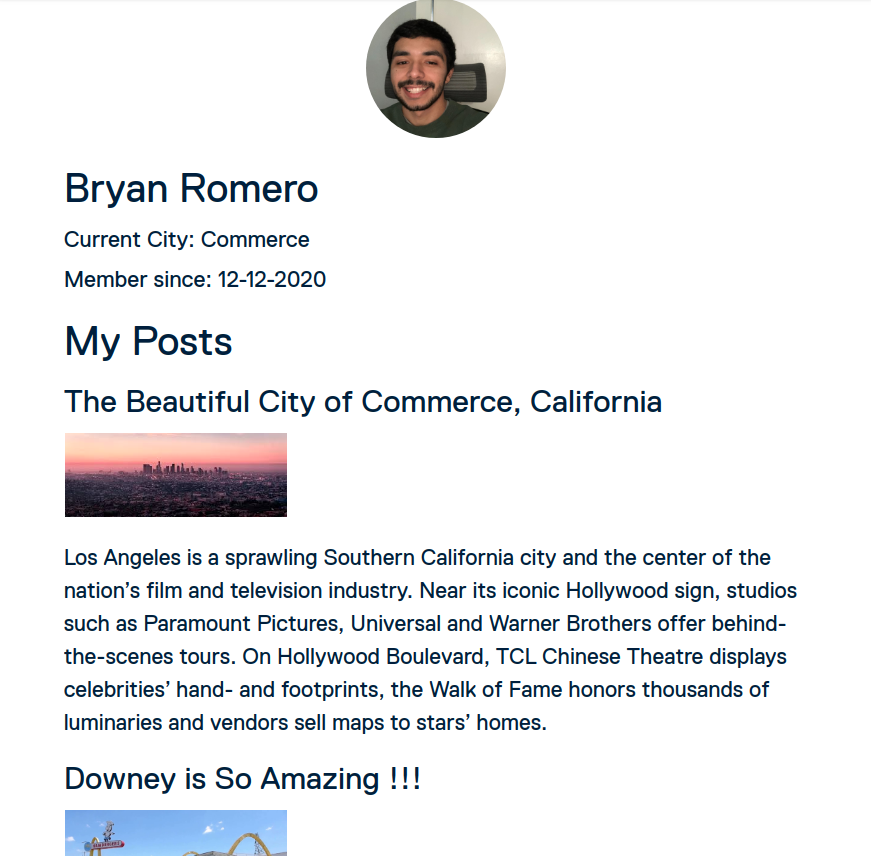 Bryan Romero
Current City: Commerce
Member since: 12-12-2020
My Posts
The Beautiful City of Commerce, California
Los Angeles is a sprawling Southern California city and the center of the
nation’s film and television industry. Near its iconic Hollywood sign, studios
such as Paramount Pictures, Universal and Warner Brothers offer behind-
the-scenes tours. On Hollywood Boulevard, TCL Chinese Theatre displays
celebrities’ hand- and footprints, the Walk of Fame honors thousands of
luminaries and vendors sell maps to stars’ homes.
Downey is So Amazing !!!